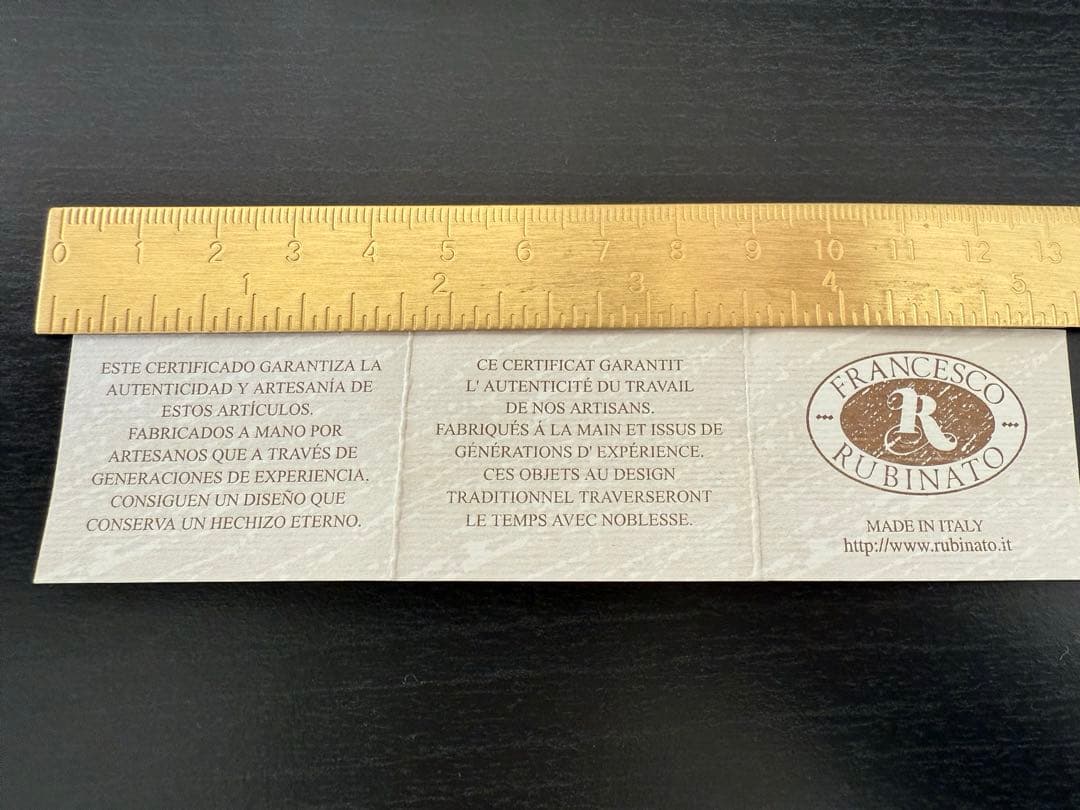 0 1 2 3 4 5 6 7 8 9 10 11 12 13
1 2 3 4 5
ESTE CERTIFICADO GARANTIZA LA
AUTENTICIDAD Y ARTESANÍA DE
ESTOS ARTÍCULOS.
FABRICADOS A MANO POR
ARTESANOS QUE A TRAVÉS DE
GENERACIONES DE EXPERIENCIA,
CONSIGUEN UN DISEÑO QUE
CONSERVA UN HECHIZO ETERNO.
CE CERTIFICAT GARANTIT
L' AUTENTICITÉ DU TRAVAIL
DE NOS ARTISANS.
FABRIQUÉS Á LA MAIN ET ISSUS DE
GÉNÉRATIONS D' EXPÉRIENCE,
CES OBJETS AU DESIGN
TRADITIONNEL TRAVERSERONT
LE TEMPS AVEC NOBLESSE.
FRANCESCO
R
RUBINATO
MADE IN ITALY
http://www.rubinato.it